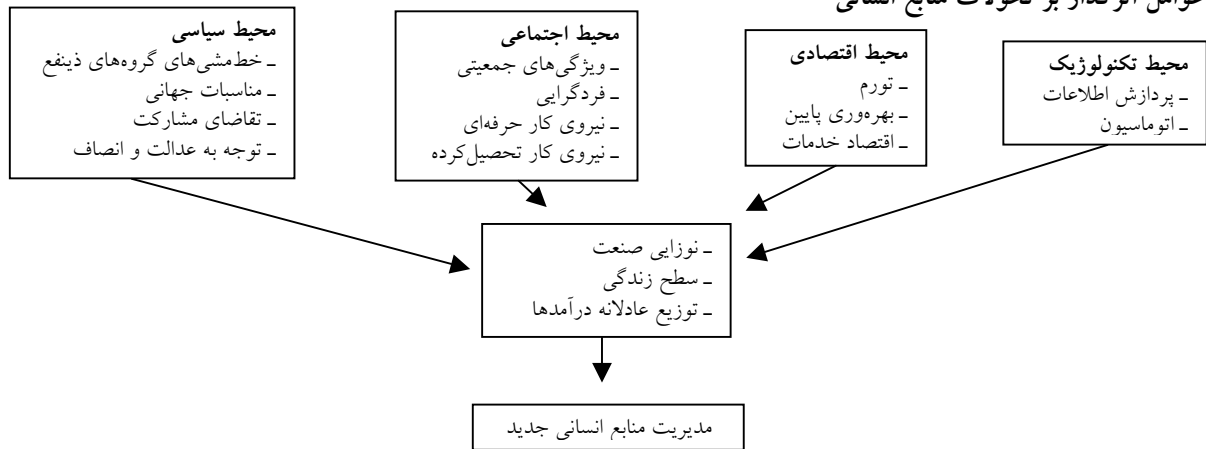 عوامل اثرگذار بر تحولات منابع انسانی
محیط تکنولوژیک
ـ پردازش اطلاعات
ـ اتوماسیون
محیط اقتصادی
ـ تورم
ـ بهره‌وری پایین
ـ اقتصاد خدمات
محیط اجتماعی
ـ ویژگی‌های جمعیتی
ـ فردگرایی
ـ نیروی کار حرفه‌ای
ـ نیروی کار تحصیل‌کرده
محیط سیاسی
ـ خط‌مشی‌های گروه‌های ذینفع
ـ مناسبات جهانی
ـ تقاضای مشارکت
ـ توجه به عدالت و انصاف
ـ نوزایی صنعت
ـ سطح زندگی
ـ توزیع عادلانه درآمدها
مدیریت منابع انسانی جدید